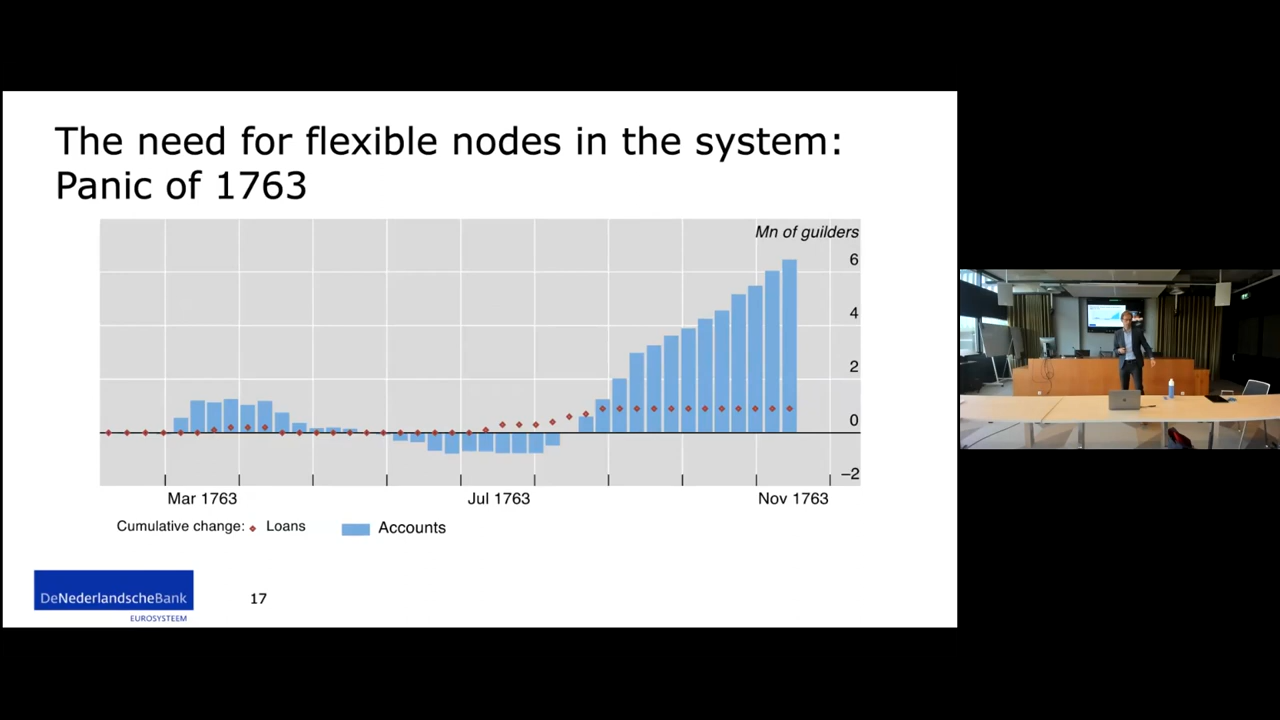 The need for flexible nodes in the system:
Panic of 1763
Mn of guilders
6
4
2
0
–2
Mar 1763
Jul 1763
Nov 1763
Cumulative change: Loans Accounts
DeNederlandscheBank
EUROSYSTEEM
17